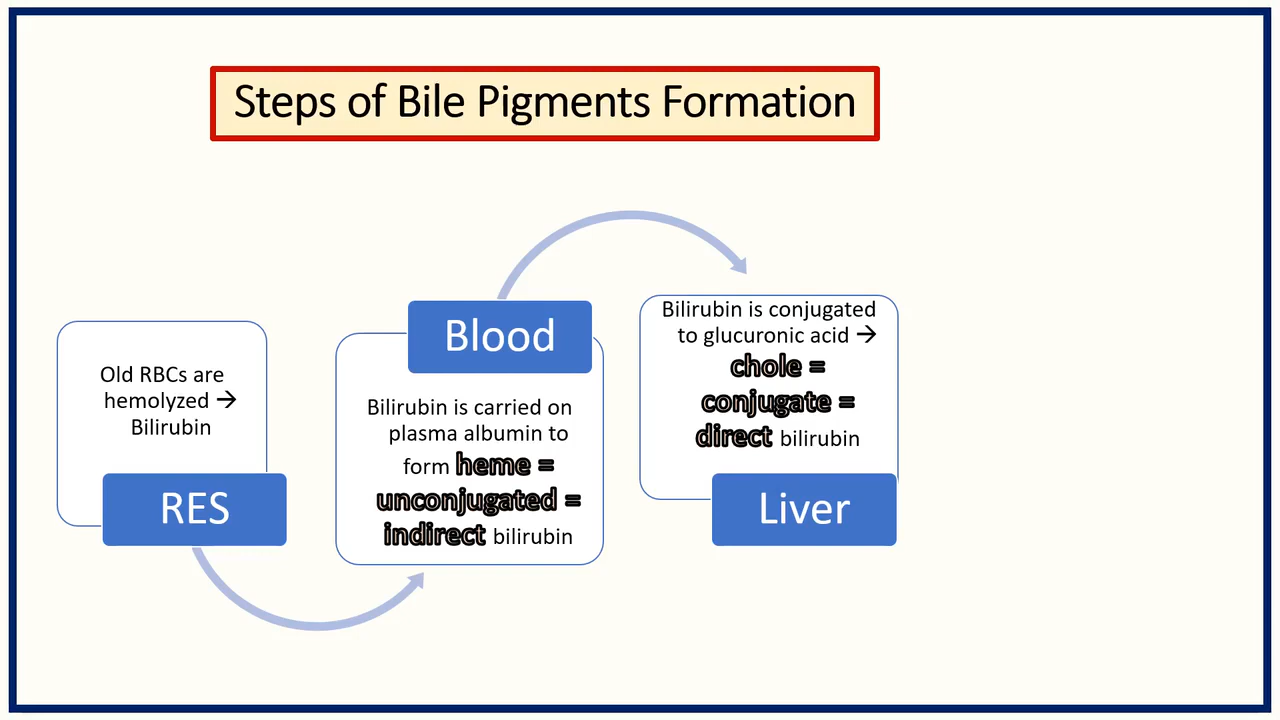 Steps of Bile Pigments Formation
Old RBCs are
hemolyzed →
Bilirubin
RES
Blood
Bilirubin is carried on
plasma albumin to
form heme =
unconjugated =
indirect bilirubin
Bilirubin is conjugated
to glucuronic acid →
chole =
conjugate =
direct bilirubin
Liver